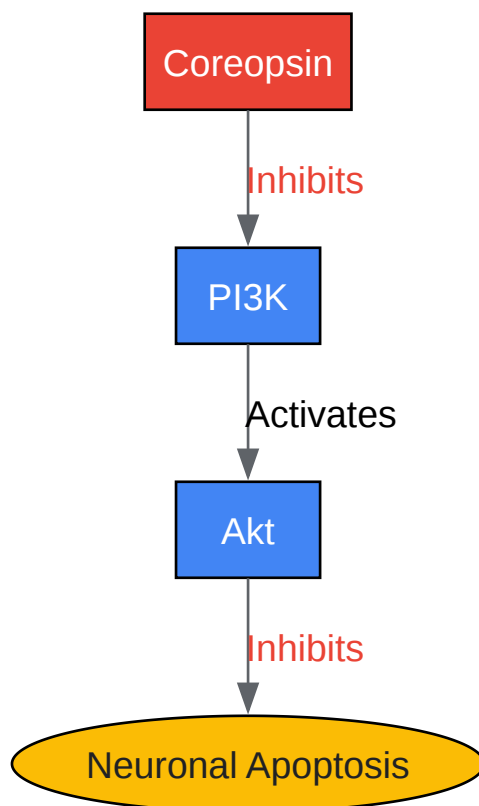 Coreopsin
Inhibits
PI3K
Activates
Akt
Inhibits
Neuronal Apoptosis